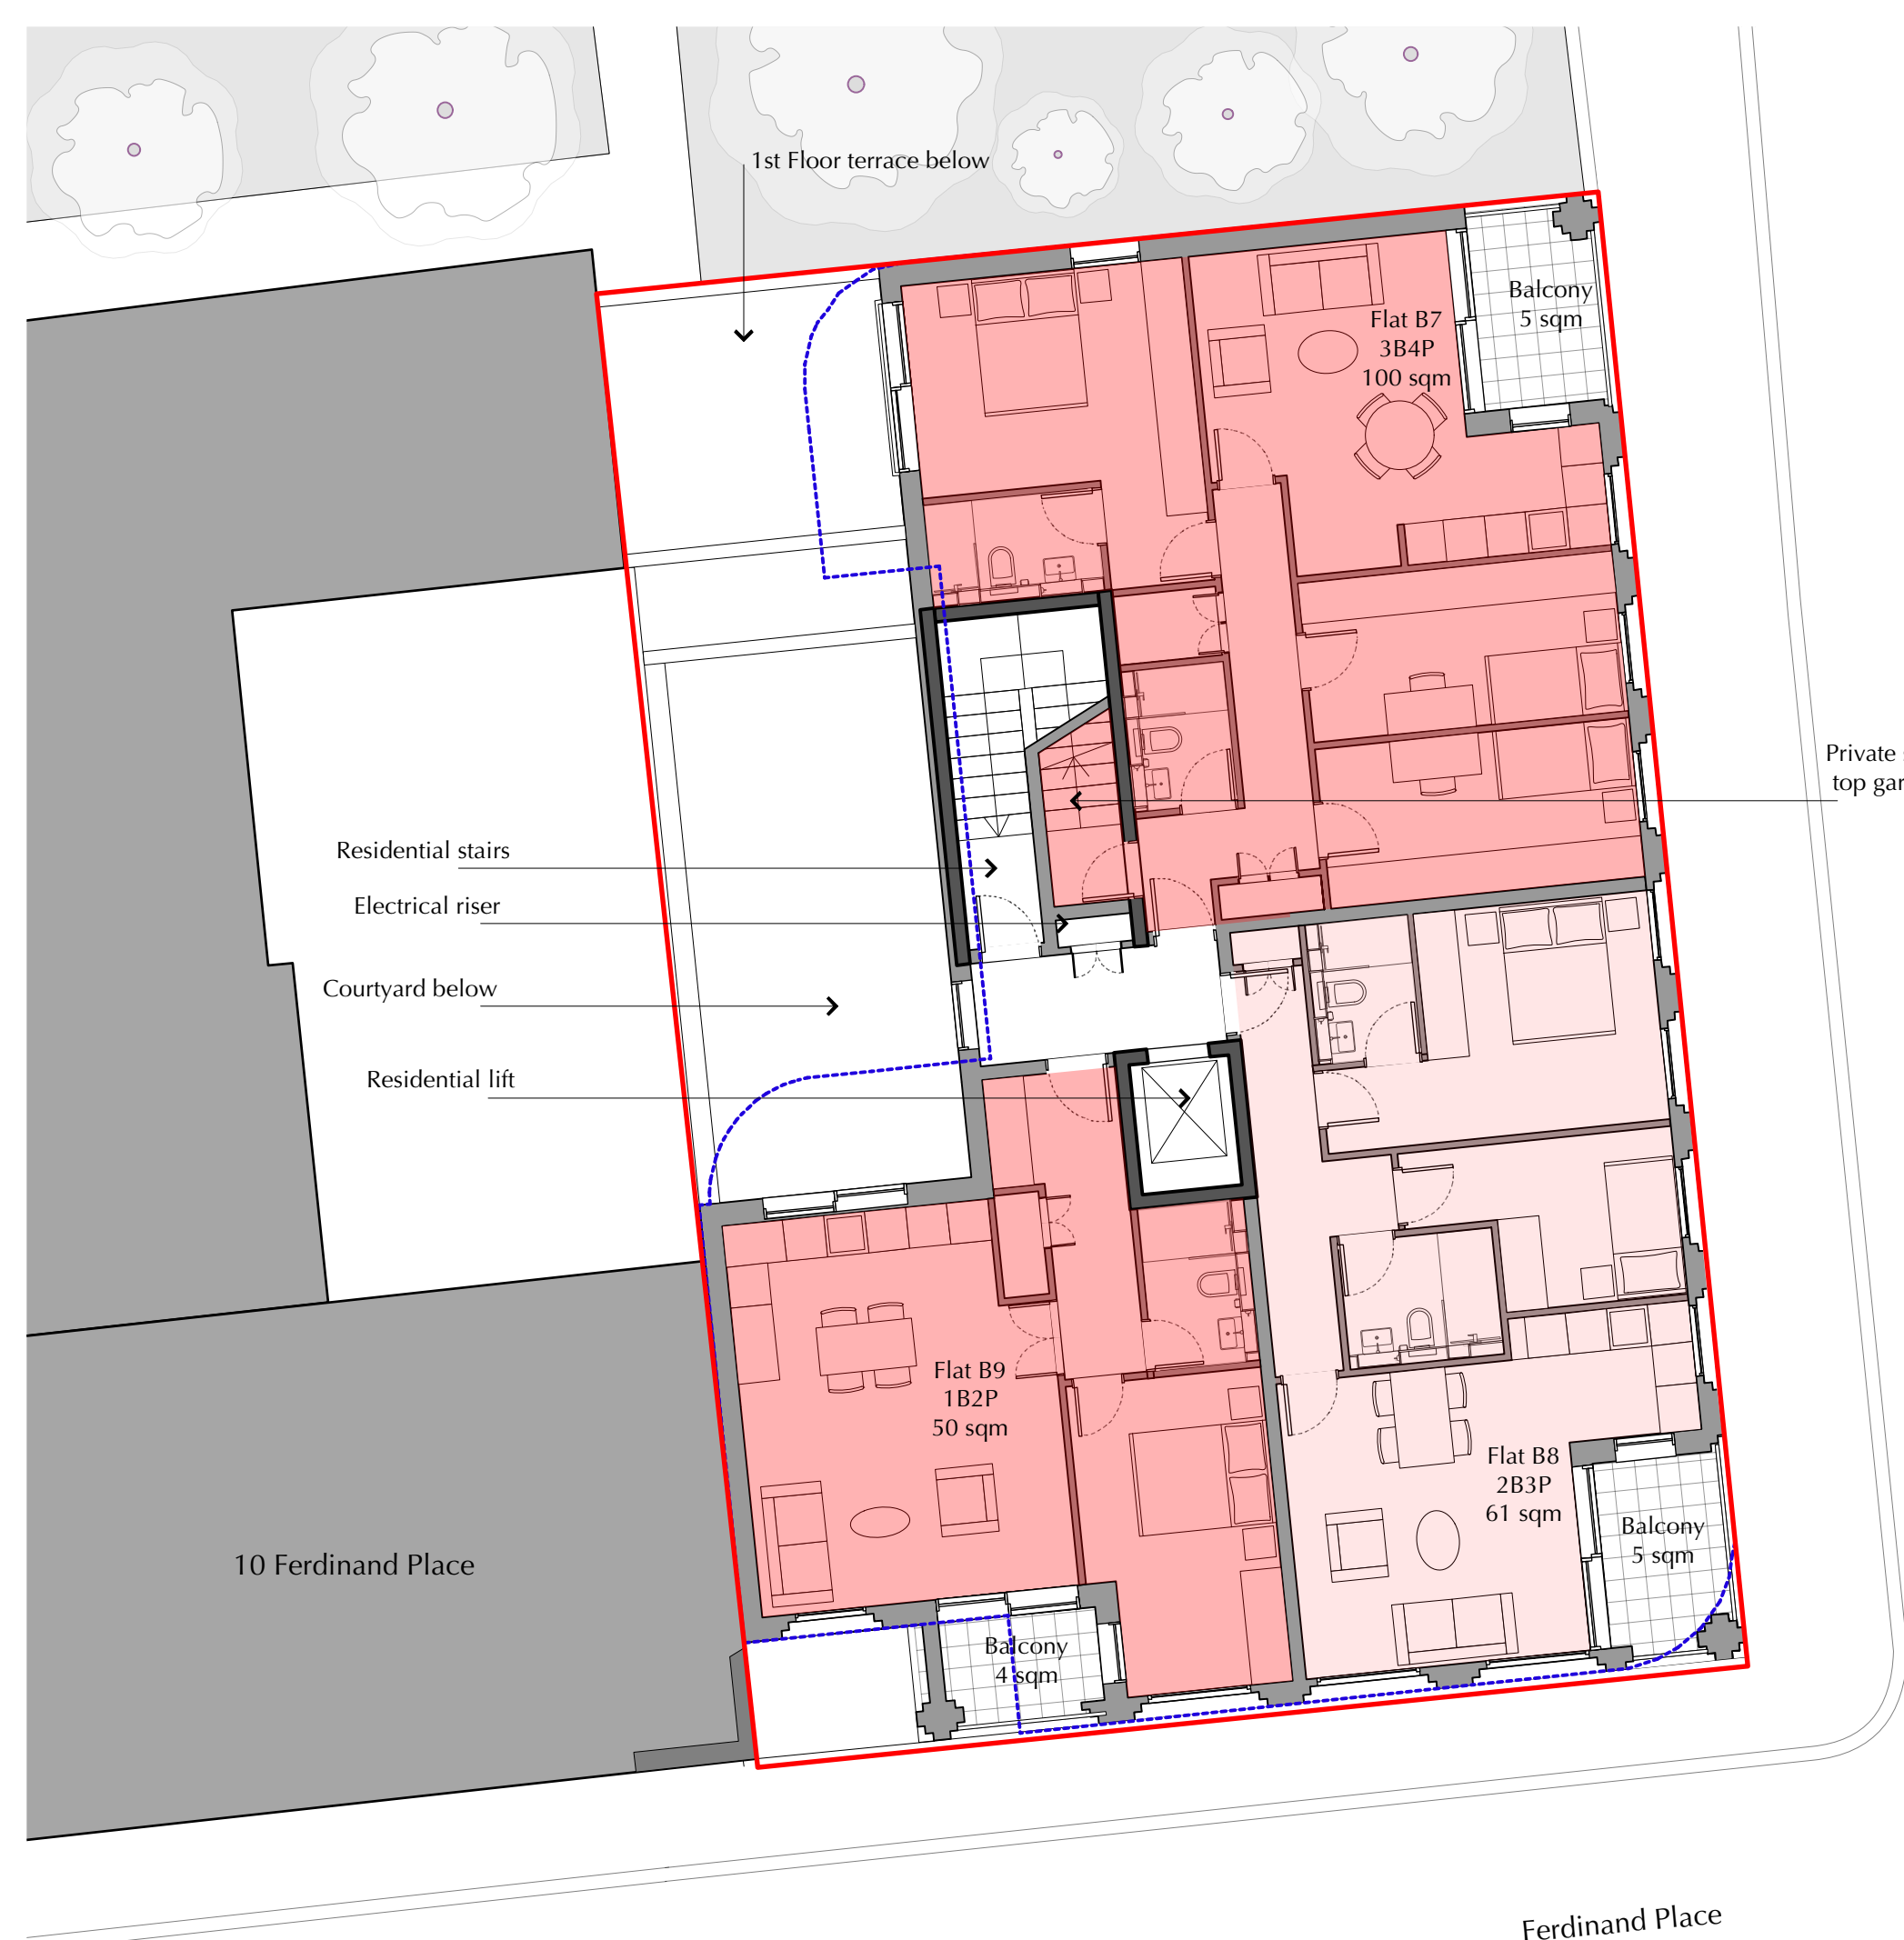 1st Floor terrace below
Balcony
5 sqm
Flat B7
3B4P
100 sqm
Private
top gar
Residential stairs
Electrical riser
Courtyard below
Residential lift
Flat B9
1B2P
50 sqm
Flat B8
2B3P
61 sqm
Balcony
5 sqm
10 Ferdinand Place
Balcony
4 sqm
Ferdinand Place